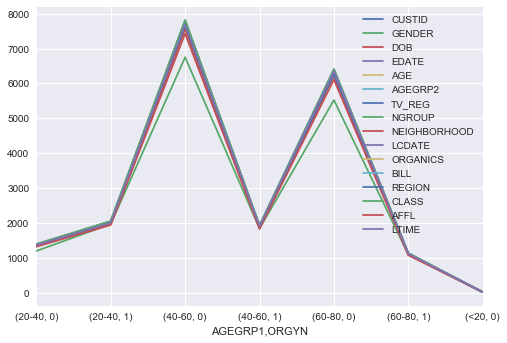 8000
7000
6000
5000
4000
3000
2000
1000
0
CUSTID
GENDER
DOB
EDATE
AGE
AGEGRP2
TV_REG
NGROUP
NEIGHBORHOOD
LCDATE
ORGANICS
BILL
REGION
CLASS
AFFL
LTIME
(20-40, 0) (20-40, 1) (40-60, 0) (40-60, 1) (60-80, 0) (60-80, 1) (<20, 0)
AGEGRP1,ORGYN